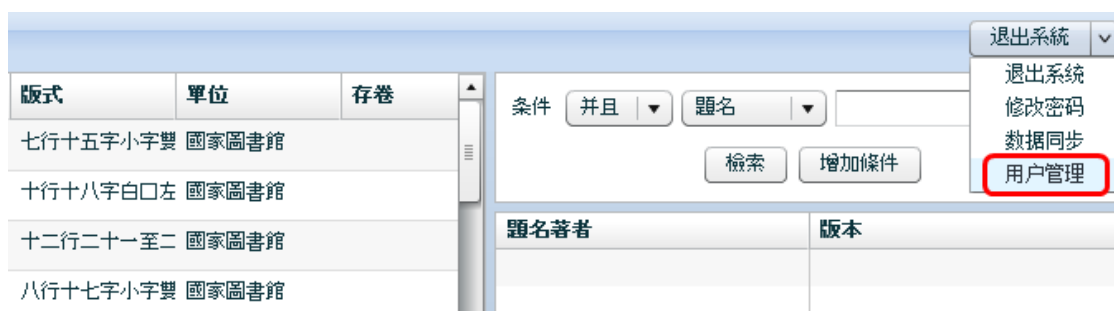 退出系統
退出系统
修改密码
数据同步
用户管理
版式 單位 存卷
七行十五字小字雙 國家圖書館
十行十八字白口左 國家圖書館
十二行二十一至二 國家圖書館
八行十七字小字雙 國家圖書館
条件 并且 題名
檢索 增加條件
題名著者 版本